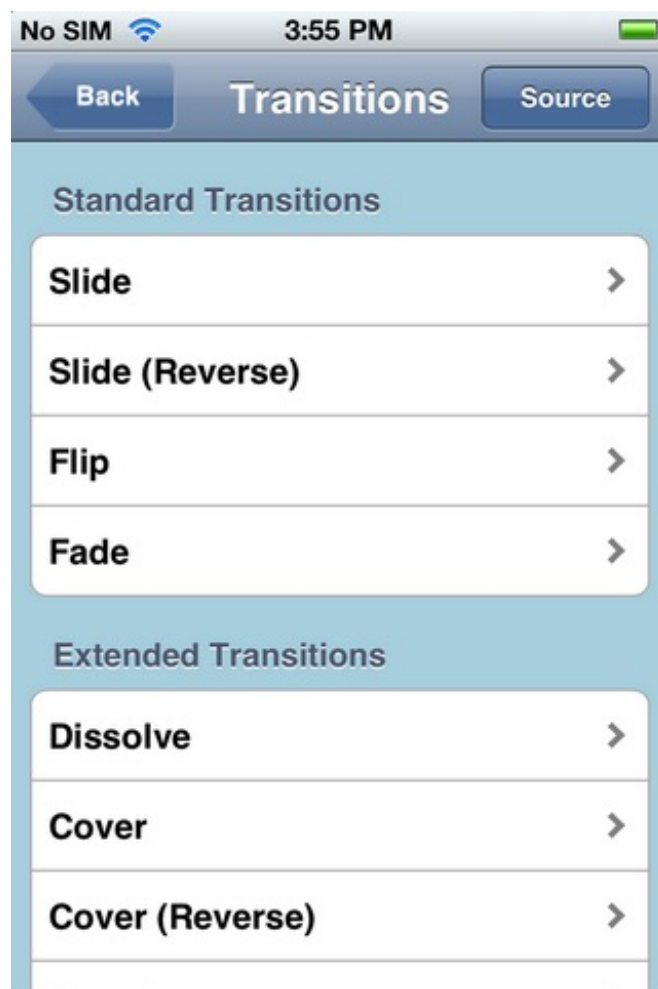 No SIM 3:55 PM
Back Transitions Source
Standard Transitions
Slide
Slide (Reverse)
Flip
Fade
Extended Transitions
Dissolve
Cover
Cover (Reverse)